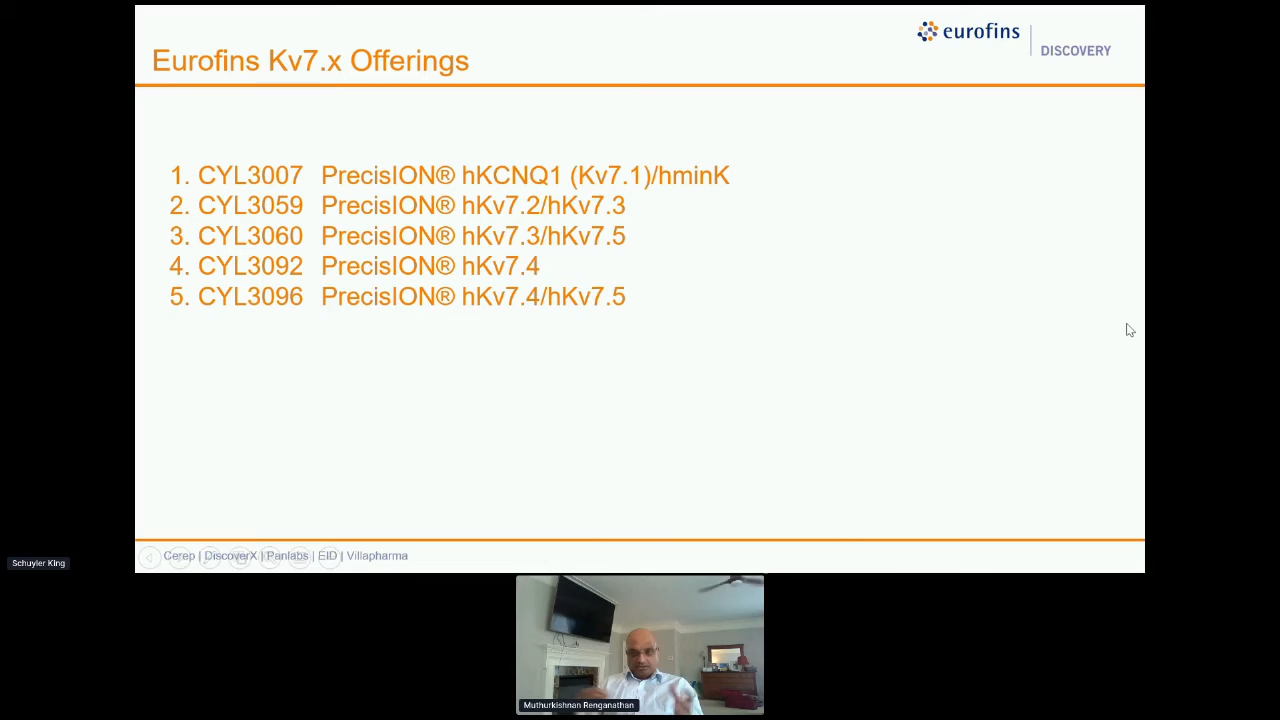 eurofins
DISCOVERY
Eurofins Kv7.x Offerings
1. CYL3007 PrecisION® hKCNQ1 (Kv7.1)/hminK
2. CYL3059 PrecisION® hKv7.2/hKv7.3
3. CYL3060 PrecisION® hKv7.3/hKv7.5
4. CYL3092 PrecisION® hKv7.4
5. CYL3096 PrecisION® hKv7.4/hKv7.5
Cerep | DiscoverX | Panlabs | EID | Villapharma
Schuyler King
Muthurkishnan Renganathan